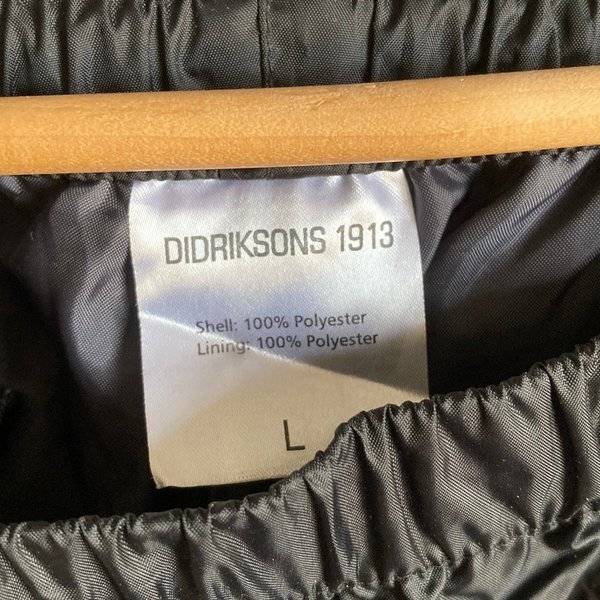 DIDRIKSONS 1913
Shell: 100% Polyester
Lining: 100% Polyester
L